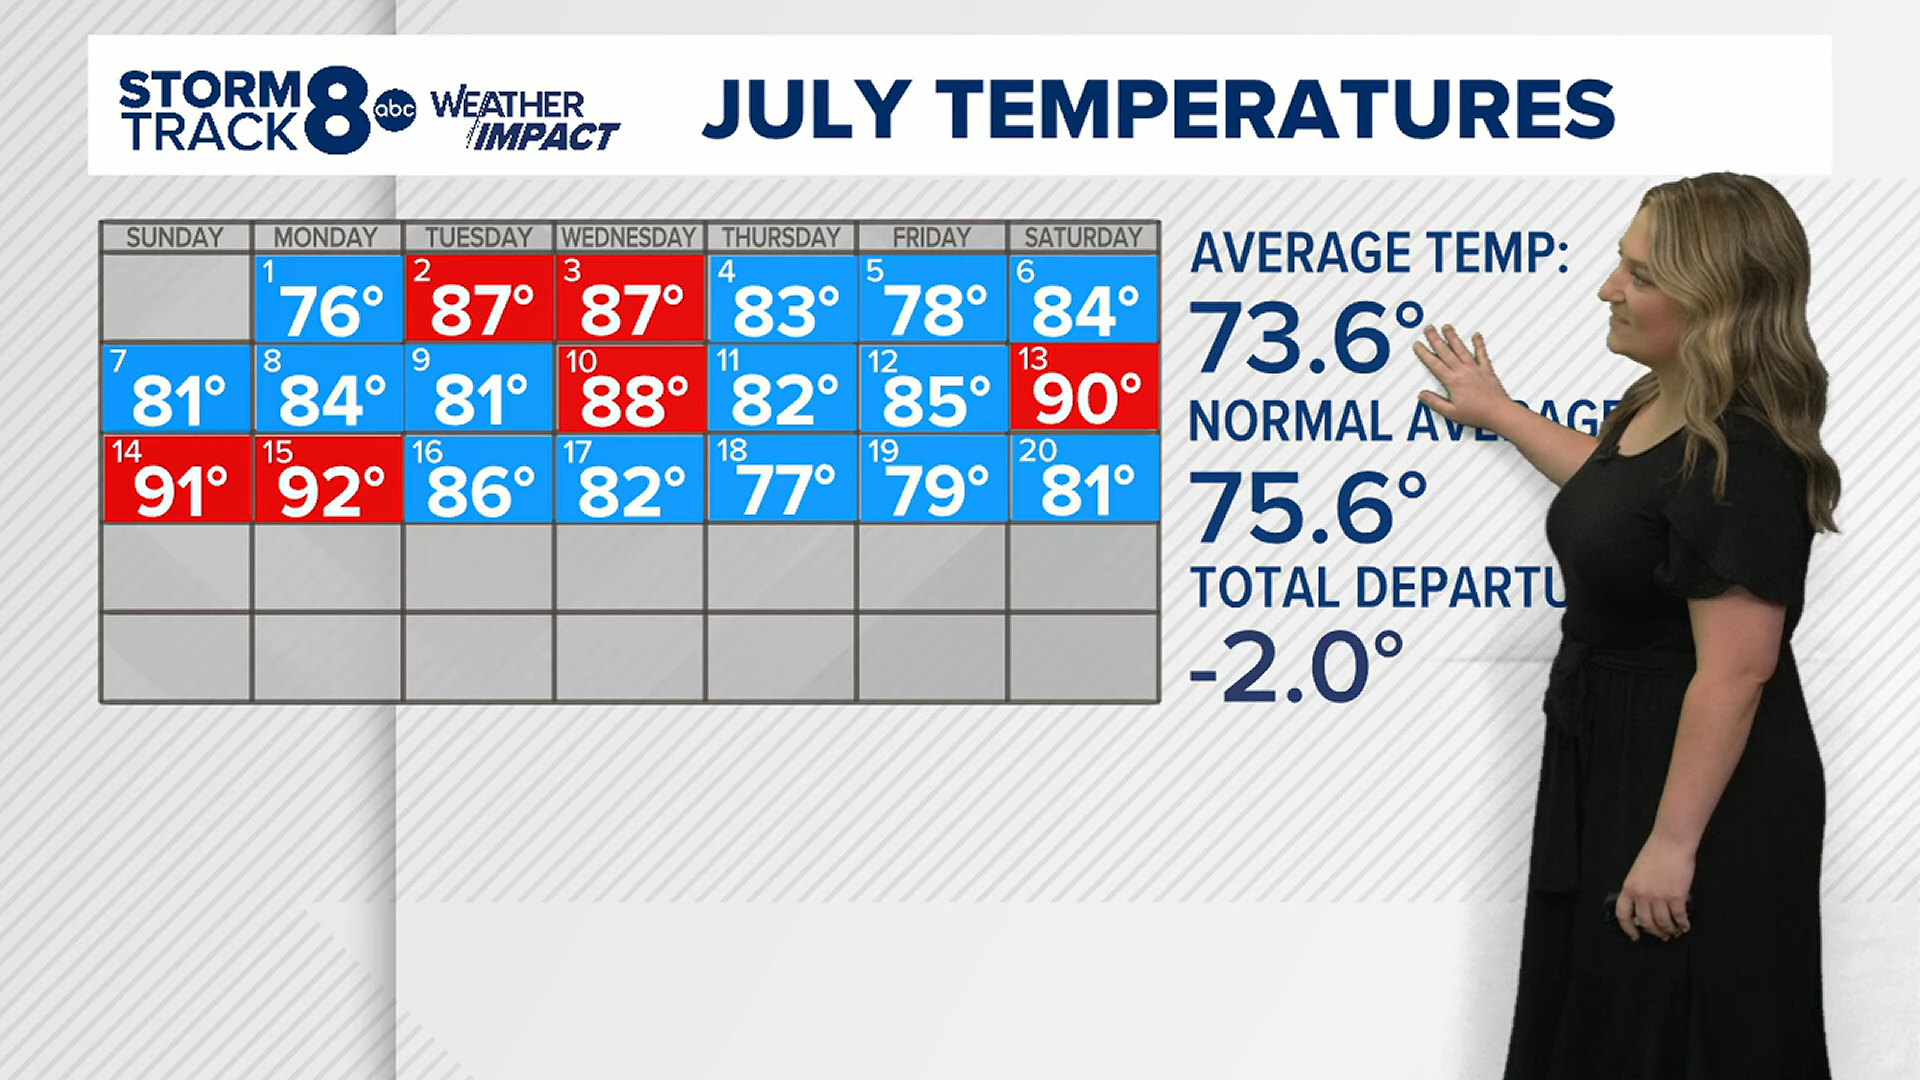 STORM TRACK 8 abc WEATHER IMPACT
JULY TEMPERATURES
SUNDAY MONDAY TUESDAY WEDNESDAY THURSDAY FRIDAY SATURDAY
1 76° 2 87° 3 87° 4 83° 5 78° 6 84°
7 81° 8 84° 9 81° 10 88° 11 82° 12 85° 13 90°
14 91° 15 92° 16 86° 17 82° 18 77° 19 79° 20 81°
AVERAGE TEMP:
73.6°
NORMAL AVERAGE
75.6°
TOTAL DEPARTU
-2.0°